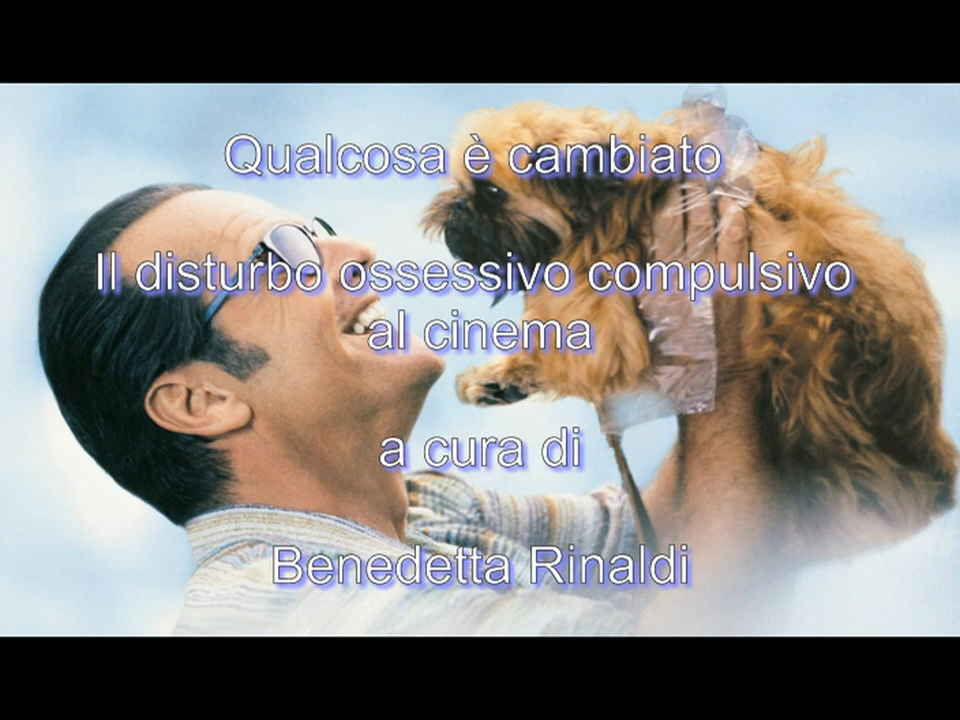 Qualcosa è cambiato
Il disturbo ossessivo compulsivo
al cinema
a cura di
Benedetta Rinaldi